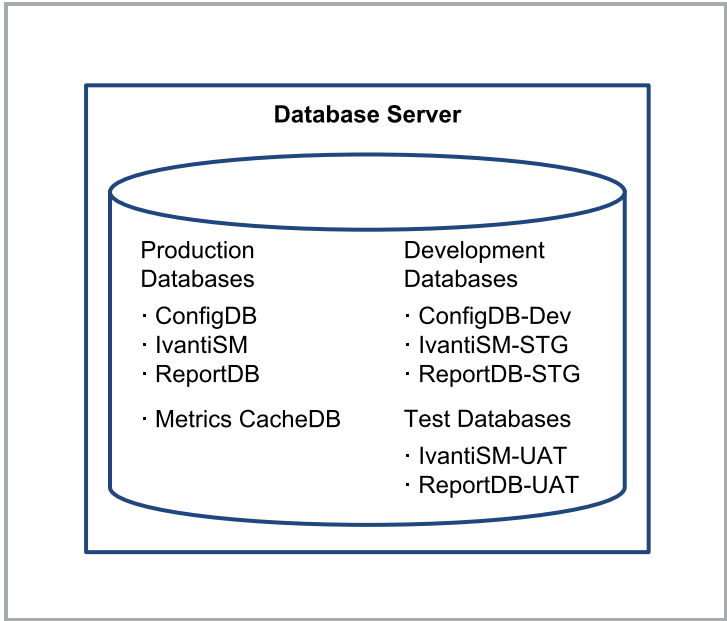 Database Server
Production
Databases
· ConfigDB
· IvantiSM
· ReportDB
· Metrics CacheDB
Development
Databases
· ConfigDB-Dev
· IvantiSM-STG
· ReportDB-STG
Test Databases
· IvantiSM-UAT
· ReportDB-UAT